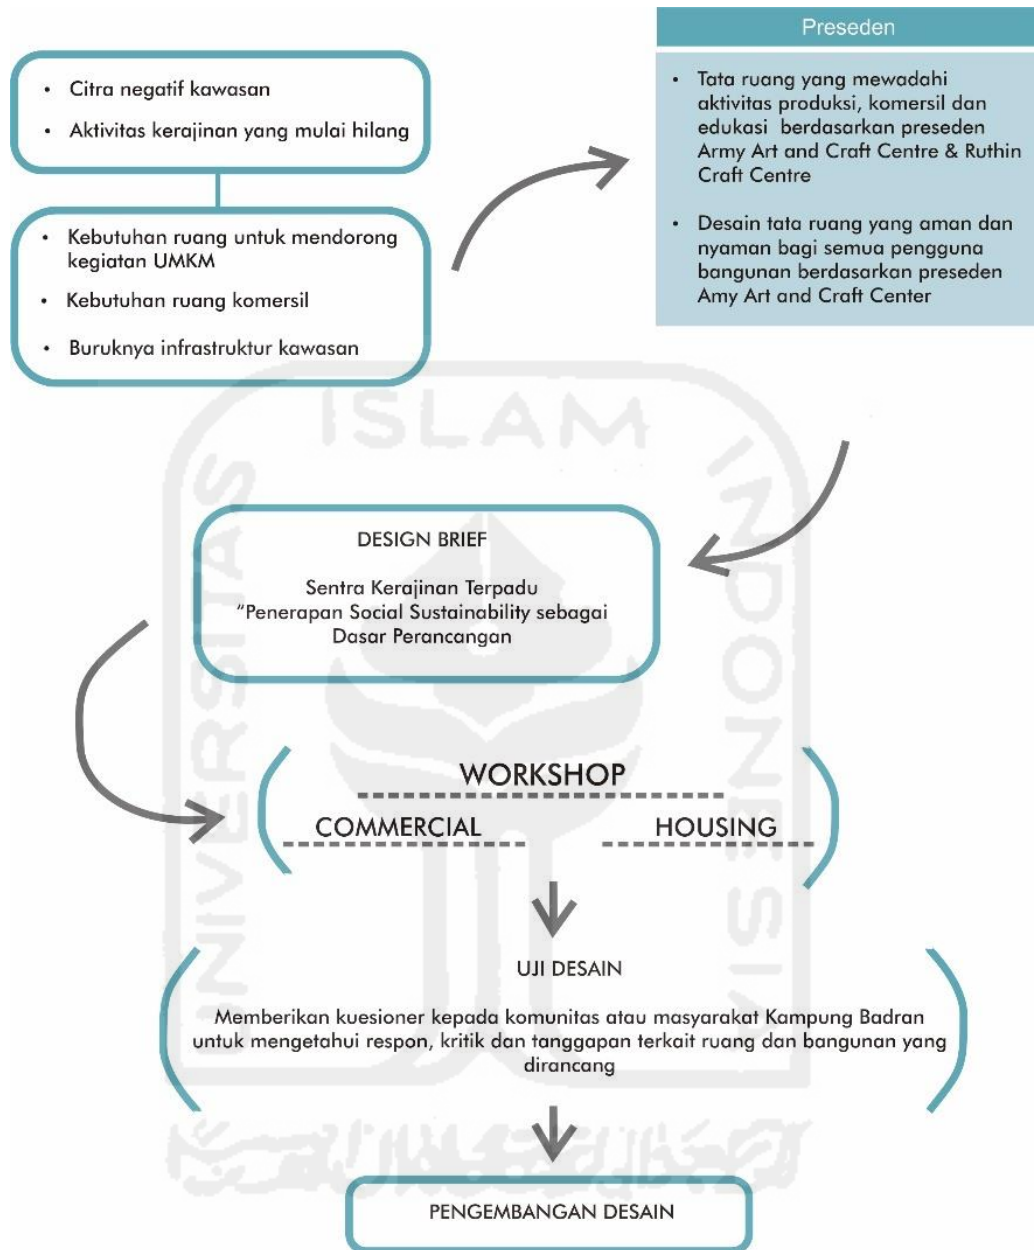 • Citra negatif kawasan
• Aktivitas kerajinan yang mulai hilang
• Kebutuhan ruang untuk mendorong
kegiatan UMKM
• Kebutuhan ruang komersil
• Buruknya infrastruktur kawasan
Preseden
• Tata ruang yang mewadahi
aktivitas produksi, komersil dan
edukasi berdasarkan preseden
Army Art and Craft Centre & Ruthin
Craft Centre
• Desain tata ruang yang aman dan
nyaman bagi semua pengguna
bangunan berdasarkan preseden
Amy Art and Craft Center
DESIGN BRIEF
Sentra Kerajinan Terpadu
“Penerapan Social Sustainability sebagai
Dasar Perancangan
WORKSHOP
COMMERCIAL
HOUSING
UJI DESAIN
Memberikan kuesioner kepada komunitas atau masyarakat Kampung Badran
untuk mengetahui respon, kritik dan tanggapan terkait ruang dan bangunan yang
dirancang
PENGEMBANGAN DESAIN
UNIVERSITAS
ISLAM
INDONESIA